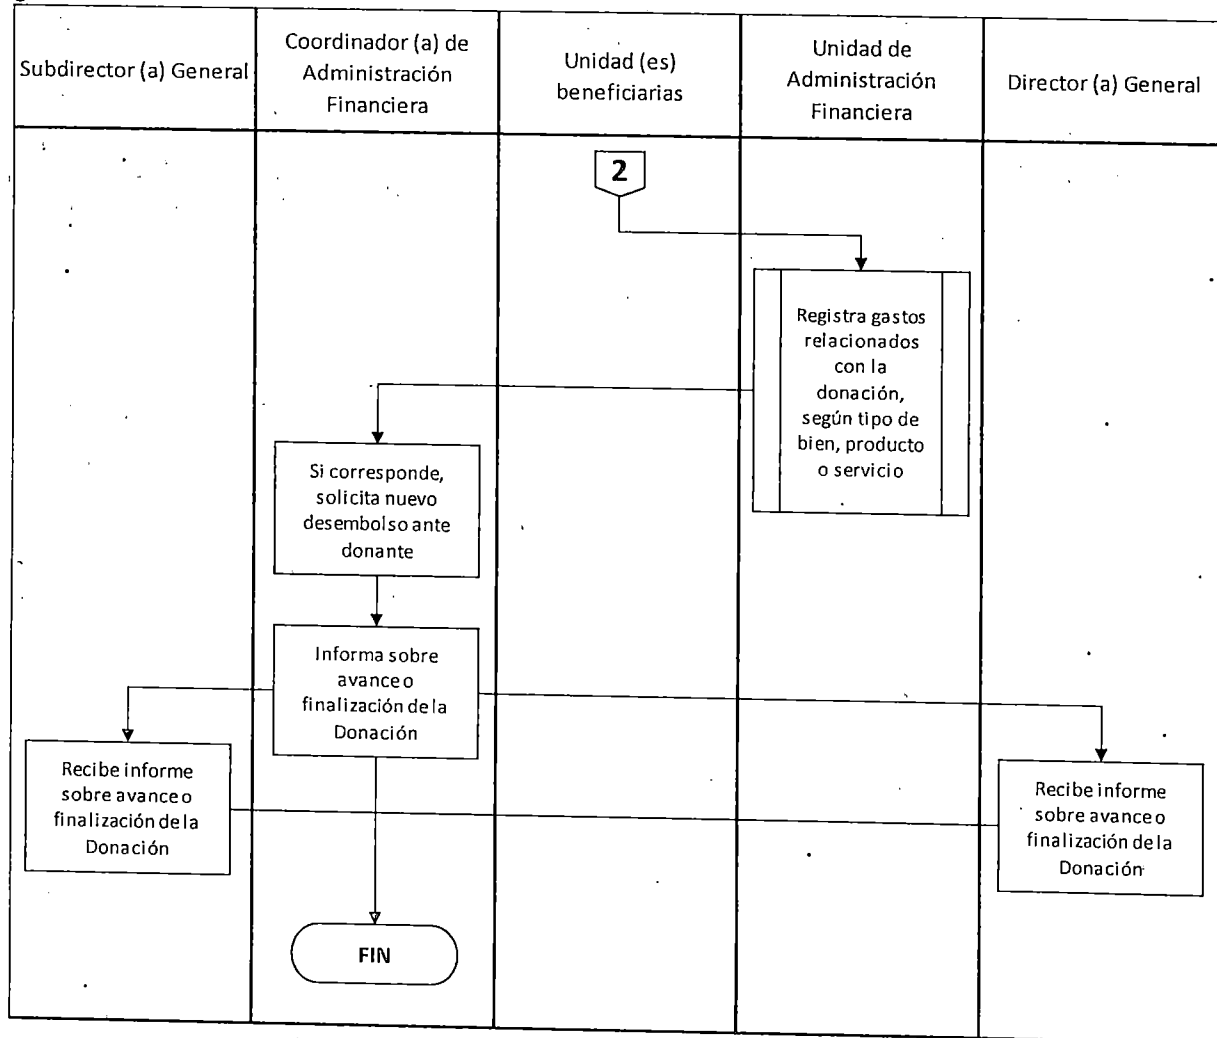 Subdirector (a) General
Coordinador (a) de
Administración
Financiera
Unidad (es)
beneficiarias
Unidad de
Administración
Financiera
Director (a) General
2
Registra gastos
relacionados
con la
donación,
según tipo de
bien, producto
o servicio
Si corresponde,
solicita nuevo
desembolso ante
donante
Informa sobre
avance o
finalización de la
Donación
Recibe informe
sobre avance o
finalización de la
Donación
Recibe informe
sobre avance o
finalización de la
Donación
FIN